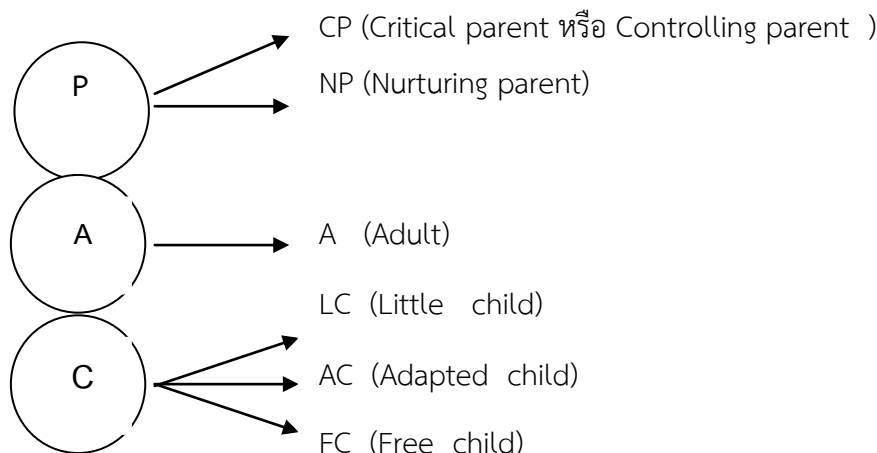 CP (Critical parent หรือ Controlling parent )
P
NP (Nurturing parent)
A
A (Adult)
LC (Little child)
C
AC (Adapted child)
FC (Free child)